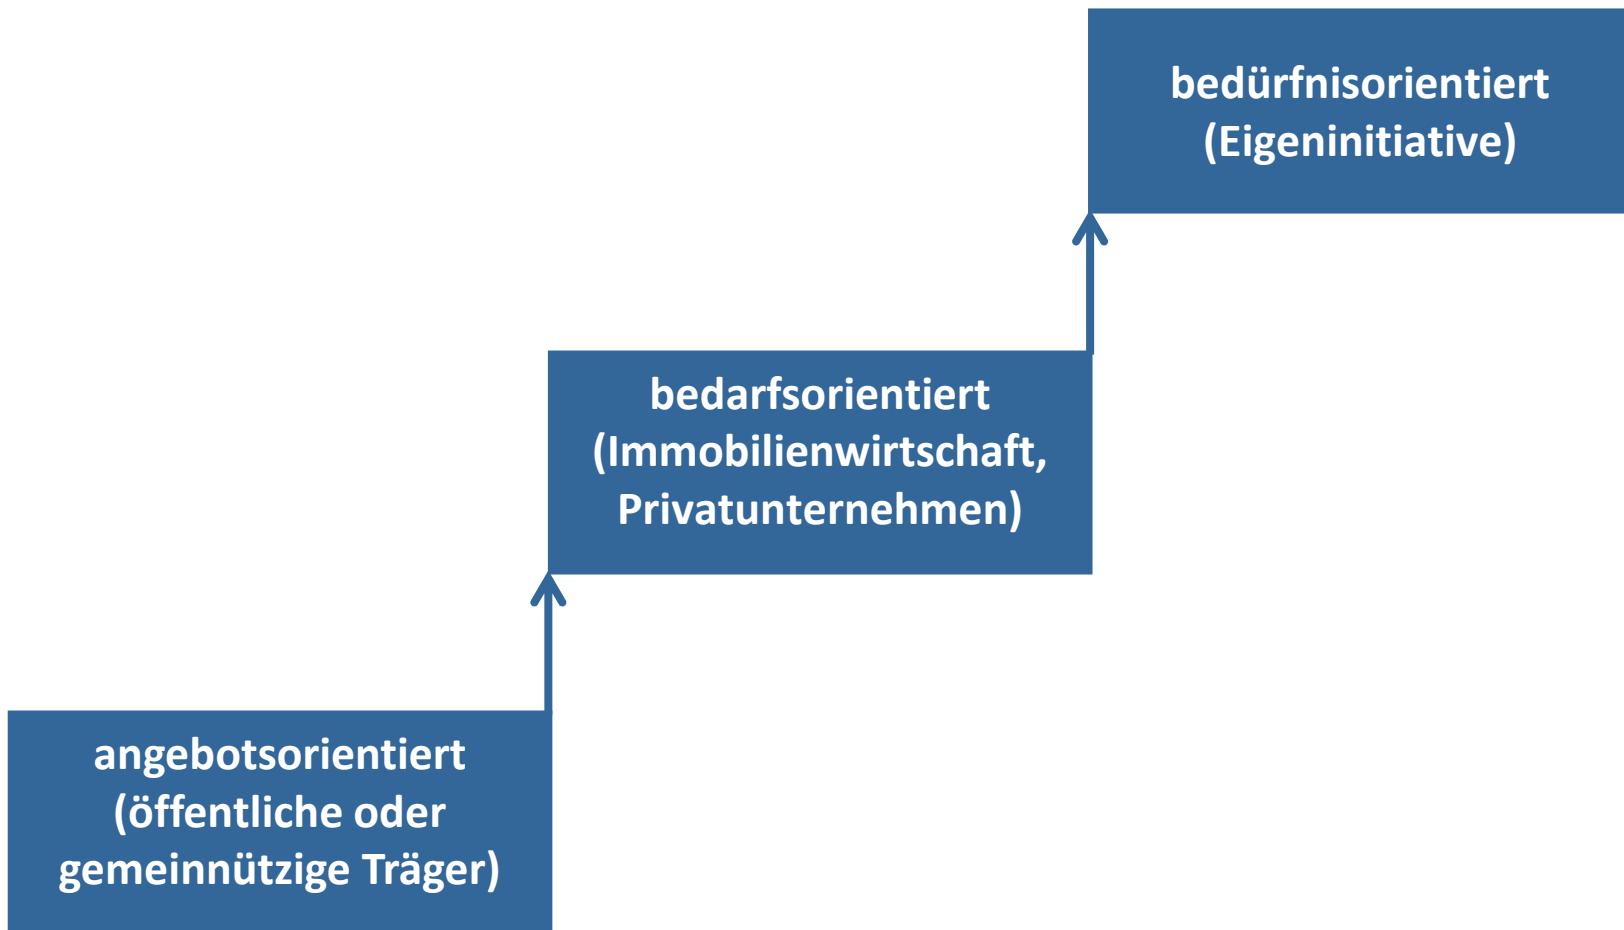 bedürfnisorientiert
(Eigeninitiative)
bedarfsorientiert
(Immobilienwirtschaft,
Privatunternehmen)
angebotsorientiert
(öffentliche oder
gemeinnützige Träger)